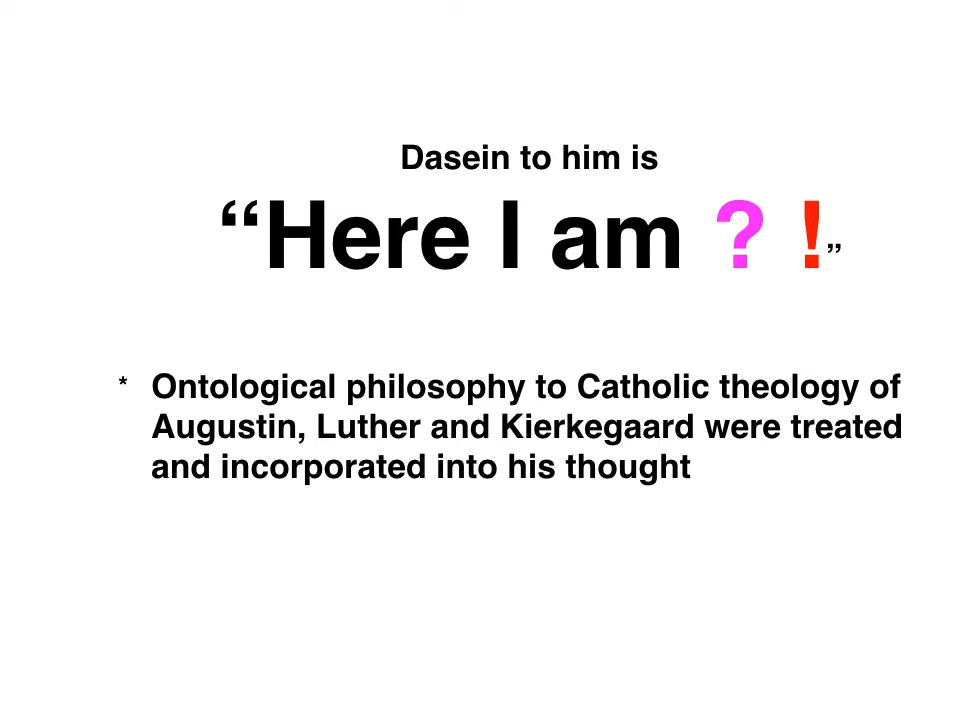 Dasein to him is
“Here I am ? !”
* Ontological philosophy to Catholic theology of
Augustin, Luther and Kierkegaard were treated
and incorporated into his thought